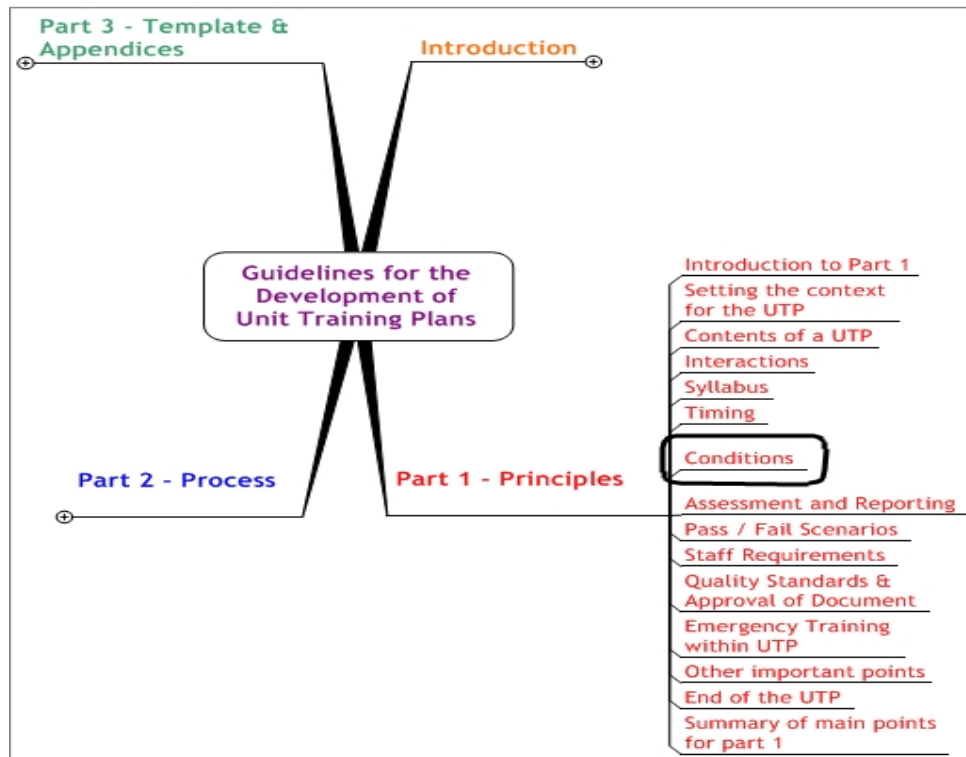 Part 3 - Template &
Appendices
Introduction
Guidelines for the
Development of
Unit Training Plans
Part 2 - Process
Part 1 - Principles
Introduction to Part 1
Setting the context
for the UTP
Contents of a UTP
Interactions
Syllabus
Timing
Conditions
Assessment and Reporting
Pass / Fail Scenarios
Staff Requirements
Quality Standards &
Approval of Document
Emergency Training
within UTP
Other important points
End of the UTP
Summary of main points
for part 1